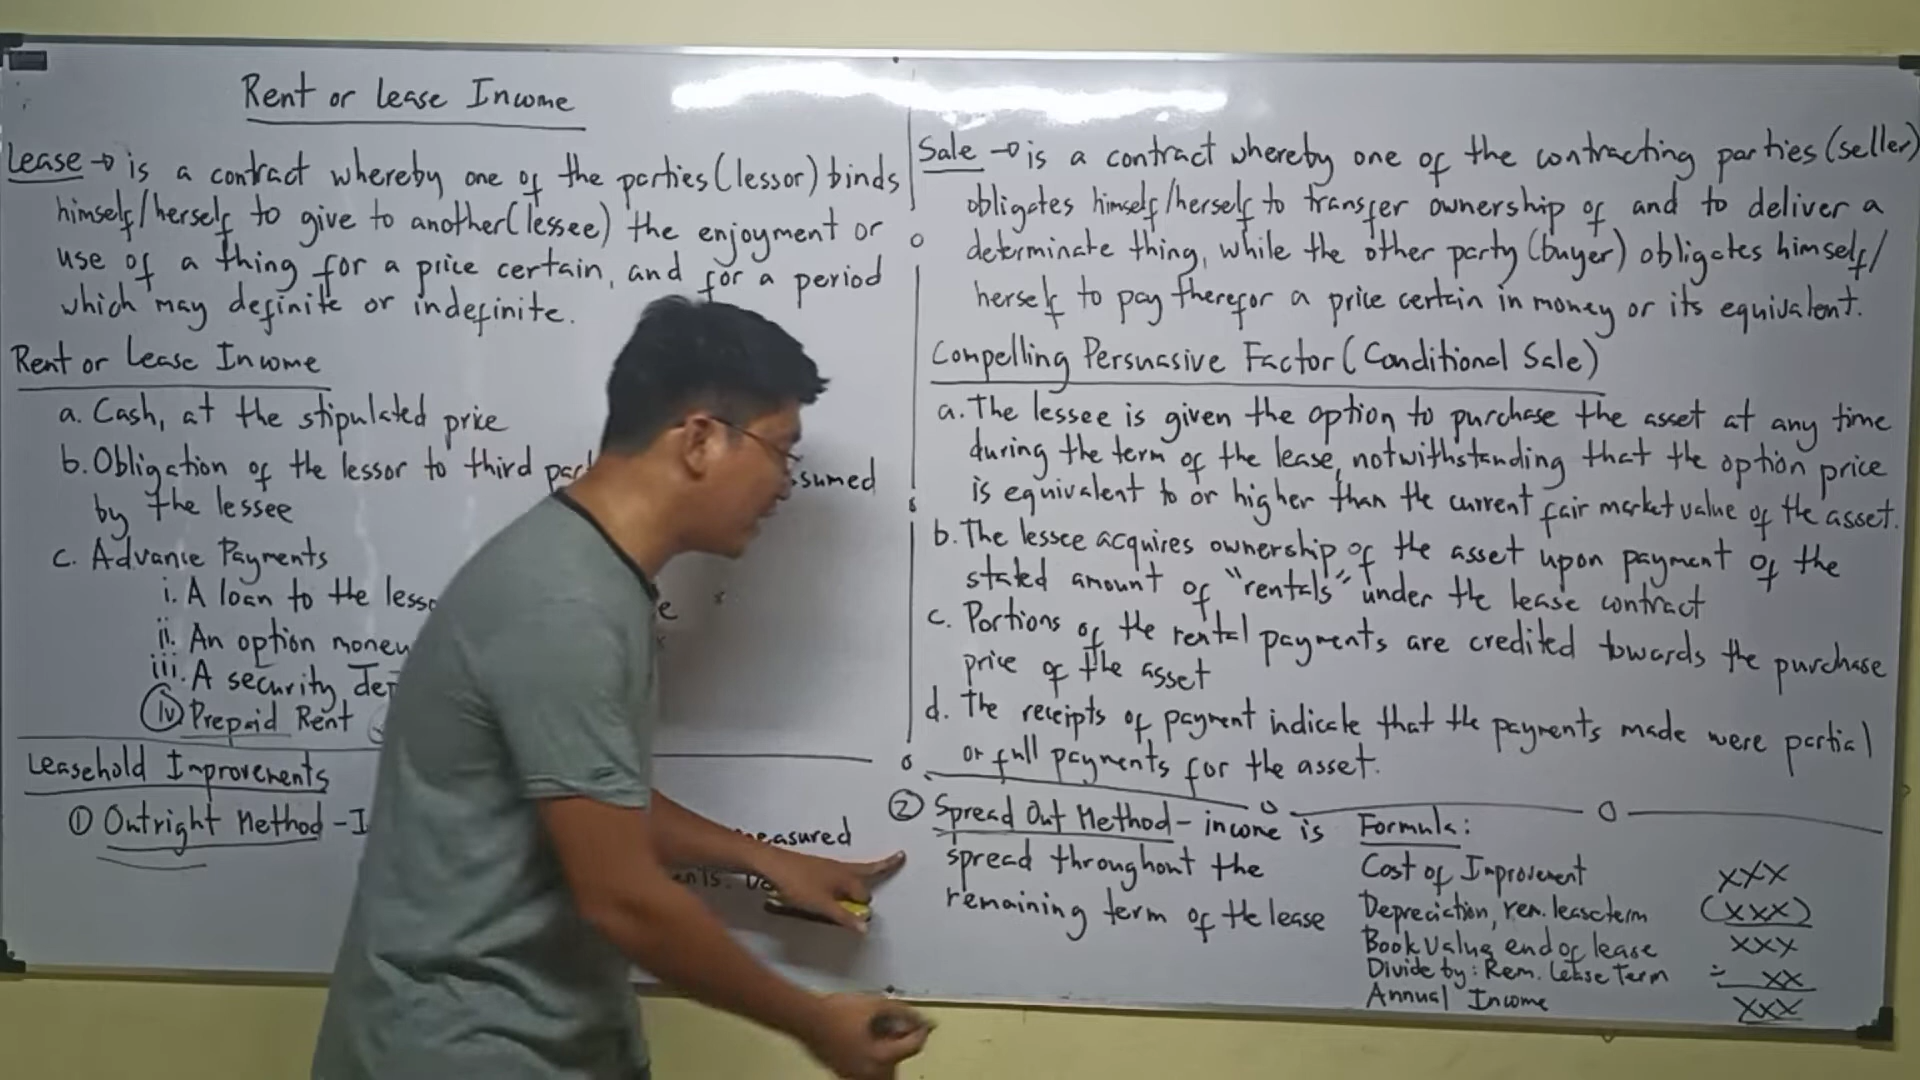 Rent or Lease Income
Lease → is a contract whereby one of the parties (lessor) binds
himself/herself to give to another (lessee) the enjoyment or
use of a thing for a price certain, and for a period
which may definite or indefinite.
Rent or Lease Income
a. Cash, at the stipulated price
b. Obligation of the lessor to third
by the lessee
c. Advance Payments
i. A loan to the
ii. An option money
iii. A security
iv Prepaid Rent
Leasehold Improvements
① Outright Method -
measured
Sale → is a contract whereby one of the contracting parties (seller)
obligates himself/herself to transfer ownership of and to deliver a
determinate thing, while the other party (buyer) obligates himself/
herself to pay therefor a price certain in money or its equivalent.
Compelling Persuasive Factor (Conditional Sale)
a. The lessee is given the option to purchase the asset at any time
during the term of the lease, notwithstanding that the option price
is equivalent to or higher than the current fair market value of the asset.
b. The lessee acquires ownership of the asset upon payment of the
stated amount of "rentals" under the lease contract
c. Portions of the rental payments are credited towards the purchase
price of the asset
d. The receipts of payment indicate that the payments made were partial
or full payments for the asset.
② Spread Out Method - income is
spread throughout the
remaining term of the lease
Formula:
Cost of Improvement xxx
Depreciation, rem. lease term (xxx)
Book Value, end of lease xxx
Divide by: Rem. Lease Term ÷ xx
Annual Income xxx